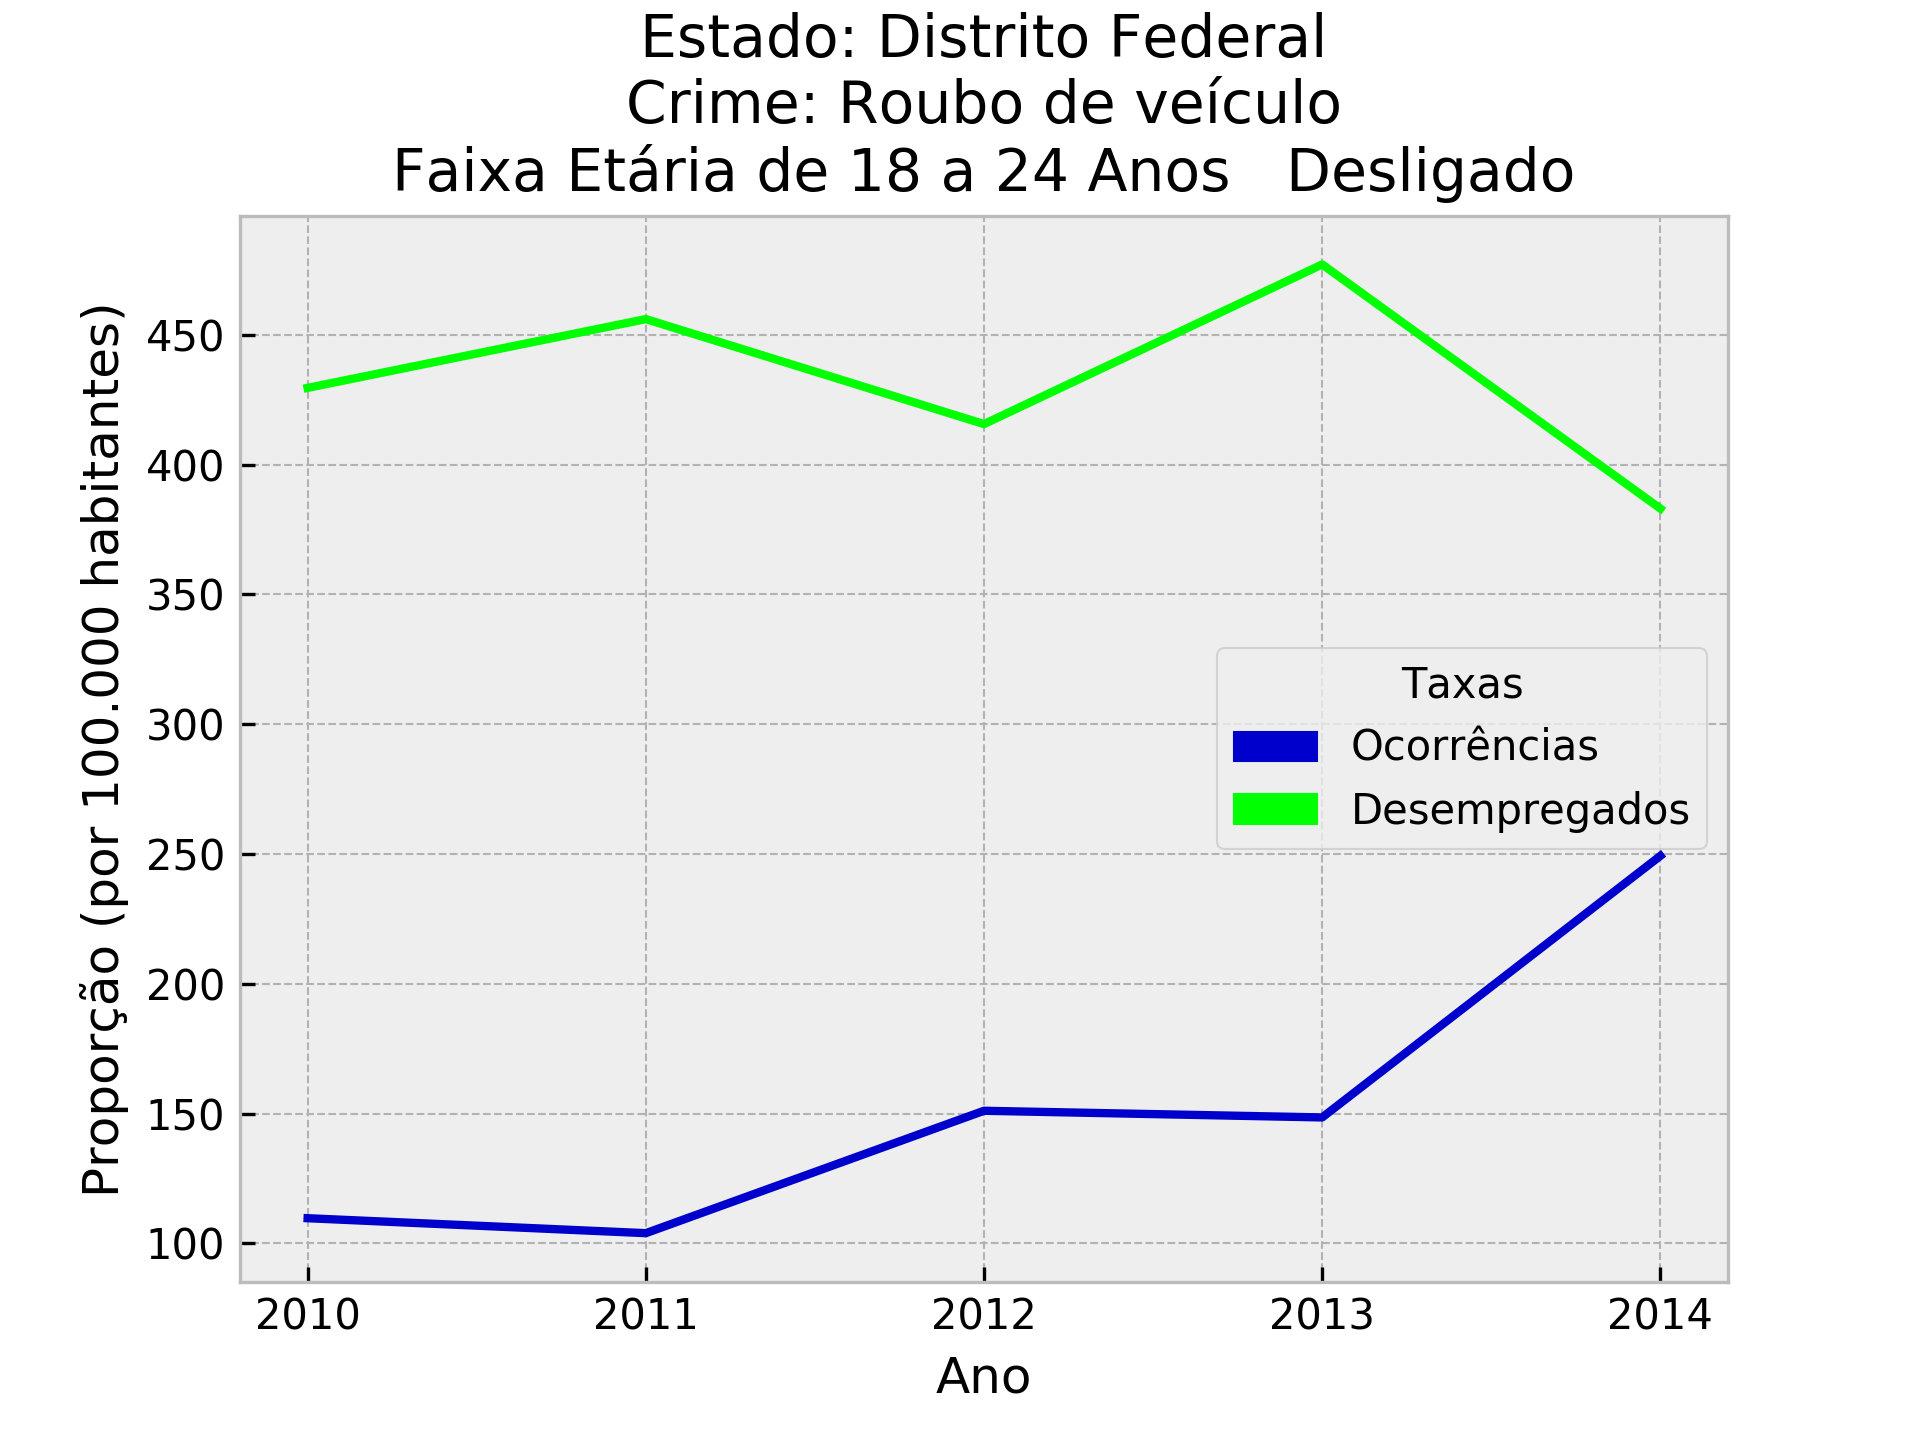 Estado: Distrito Federal
Crime: Roubo de veículo
Faixa Etária de 18 a 24 Anos   Desligado
Proporção (por 100.000 habitantes)
450
400
350
300
250
200
150
100
Taxas
Ocorrências
Desempregados
2010 2011 2012 2013 2014
Ano